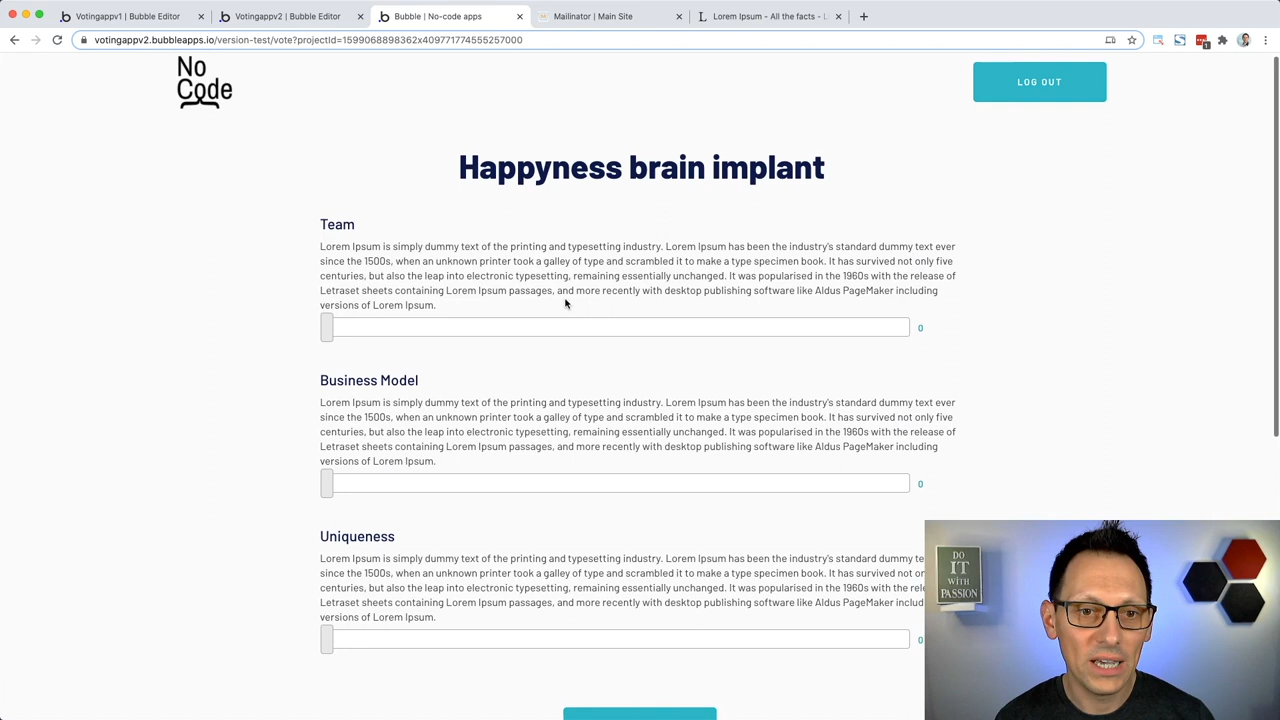 Votingappv1 | Bubble Editor
Votingappv2 | Bubble Editor
Bubble | No-code apps
Mailinator | Main Site
Lorem Ipsum - All the facts - L
votingappv2.bubbleapps.io/version-test/vote?projectId=1599068898362x409771774555257000
1
No
Code
LOG OUT
Happyness brain implant
Team
Lorem Ipsum is simply dummy text of the printing and typesetting industry. Lorem Ipsum has been the industry's standard dummy text ever
since the 1500s, when an unknown printer took a galley of type and scrambled it to make a type specimen book. It has survived not only five
centuries, but also the leap into electronic typesetting, remaining essentially unchanged. It was popularised in the 1960s with the release of
Letraset sheets containing Lorem Ipsum passages, and more recently with desktop publishing software like Aldus PageMaker including
versions of Lorem Ipsum.
0
Business Model
Lorem Ipsum is simply dummy text of the printing and typesetting industry. Lorem Ipsum has been the industry's standard dummy text ever
since the 1500s, when an unknown printer took a galley of type and scrambled it to make a type specimen book. It has survived not only five
centuries, but also the leap into electronic typesetting, remaining essentially unchanged. It was popularised in the 1960s with the release of
Letraset sheets containing Lorem Ipsum passages, and more recently with desktop publishing software like Aldus PageMaker including
versions of Lorem Ipsum.
0
Uniqueness
Lorem Ipsum is simply dummy text of the printing and typesetting industry. Lorem Ipsum has been the industry's standard dummy te
since the 1500s, when an unknown printer took a galley of type and scrambled it to make a type specimen book. It has survived not or
centuries, but also the leap into electronic typesetting, remaining essentially unchanged. It was popularised in the 1960s with the rele
Letraset sheets containing Lorem Ipsum passages, and more recently with desktop publishing software like Aldus PageMaker includ
versions of Lorem Ipsum.
0
DO
IT
WITH
PASSION